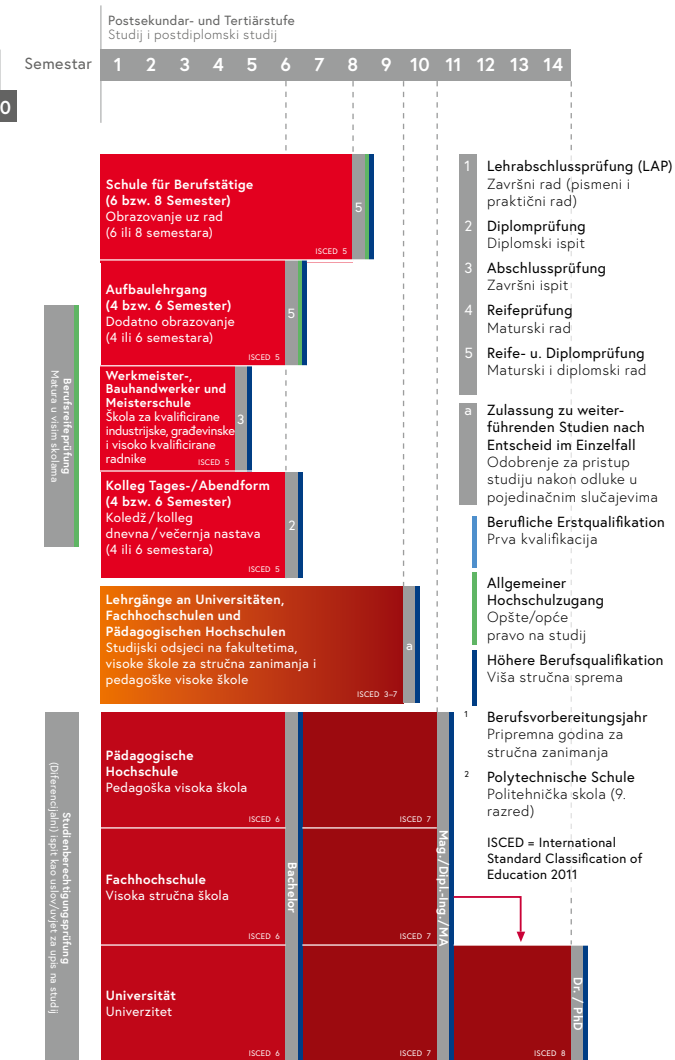 Postsekundar- und Tertiärstufe
Studij i postdiplomski studij
Semestar 1 2 3 4 5 6 7 8 9 10 11 12 13 14
0
Schule für Berufstätige
(6 bzw. 8 Semester)
Obrazovanje uz rad
(6 ili 8 semestara)
ISCED 5
5
Aufbaulehrgang
(4 bzw. 6 Semester)
Dodatno obrazovanje
(4 ili 6 semestara)
ISCED 5
5
Berufsreifeprüfung
Matura u visim skolama
Werkmeister-,
Bauhandwerker und
Meisterschule
Škola za kvalificirane
industrijske, građevinske
i visoko kvalificirane
radnike
ISCED 5
3
Kolleg Tages-/Abendform
(4 bzw. 6 Semester)
Koledž / kolleg
dnevna / večernja nastava
(4 ili 6 semestara)
ISCED 5
2
Lehrgänge an Universitäten,
Fachhochschulen und
Pädagogischen Hochschulen
Studijski odsjeci na fakultetima,
visoke škole za stručna zanimanja i
pedagoške visoke škole
ISCED 3–7
a
Studienberechtigungsprüfung
(Diferencijalni) ispit kao uslov/uvjet za upis na studij
Pädagogische
Hochschule
Pedagoška visoka škola
ISCED 6
ISCED 7
Fachhochschule
Visoka stručna škola
ISCED 6
ISCED 7
Universität
Univerzitet
ISCED 6
ISCED 7
ISCED 8
Bachelor
Mag./Dipl.-Ing./MA
Dr. / PhD
1 Lehrabschlussprüfung (LAP)
Završni rad (pismeni i
praktični rad)
2 Diplomprüfung
Diplomski ispit
3 Abschlussprüfung
Završni ispit
4 Reifeprüfung
Maturski rad
5 Reife- u. Diplomprüfung
Maturski i diplomski rad
a Zulassung zu weiter-
führenden Studien nach
Entscheid im Einzelfall
Odobrenje za pristup
studiju nakon odluke u
pojedinačnim slučajevima
Berufliche Erstqualifikation
Prva kvalifikacija
Allgemeiner
Hochschulzugang
Opšte/opće
pravo na studij
Höhere Berufsqualifikation
Viša stručna sprema
1 Berufsvorbereitungsjahr
Pripremna godina za
stručna zanimanja
2 Polytechnische Schule
Politehnička skola (9.
razred)
ISCED = International
Standard Classification of
Education 2011